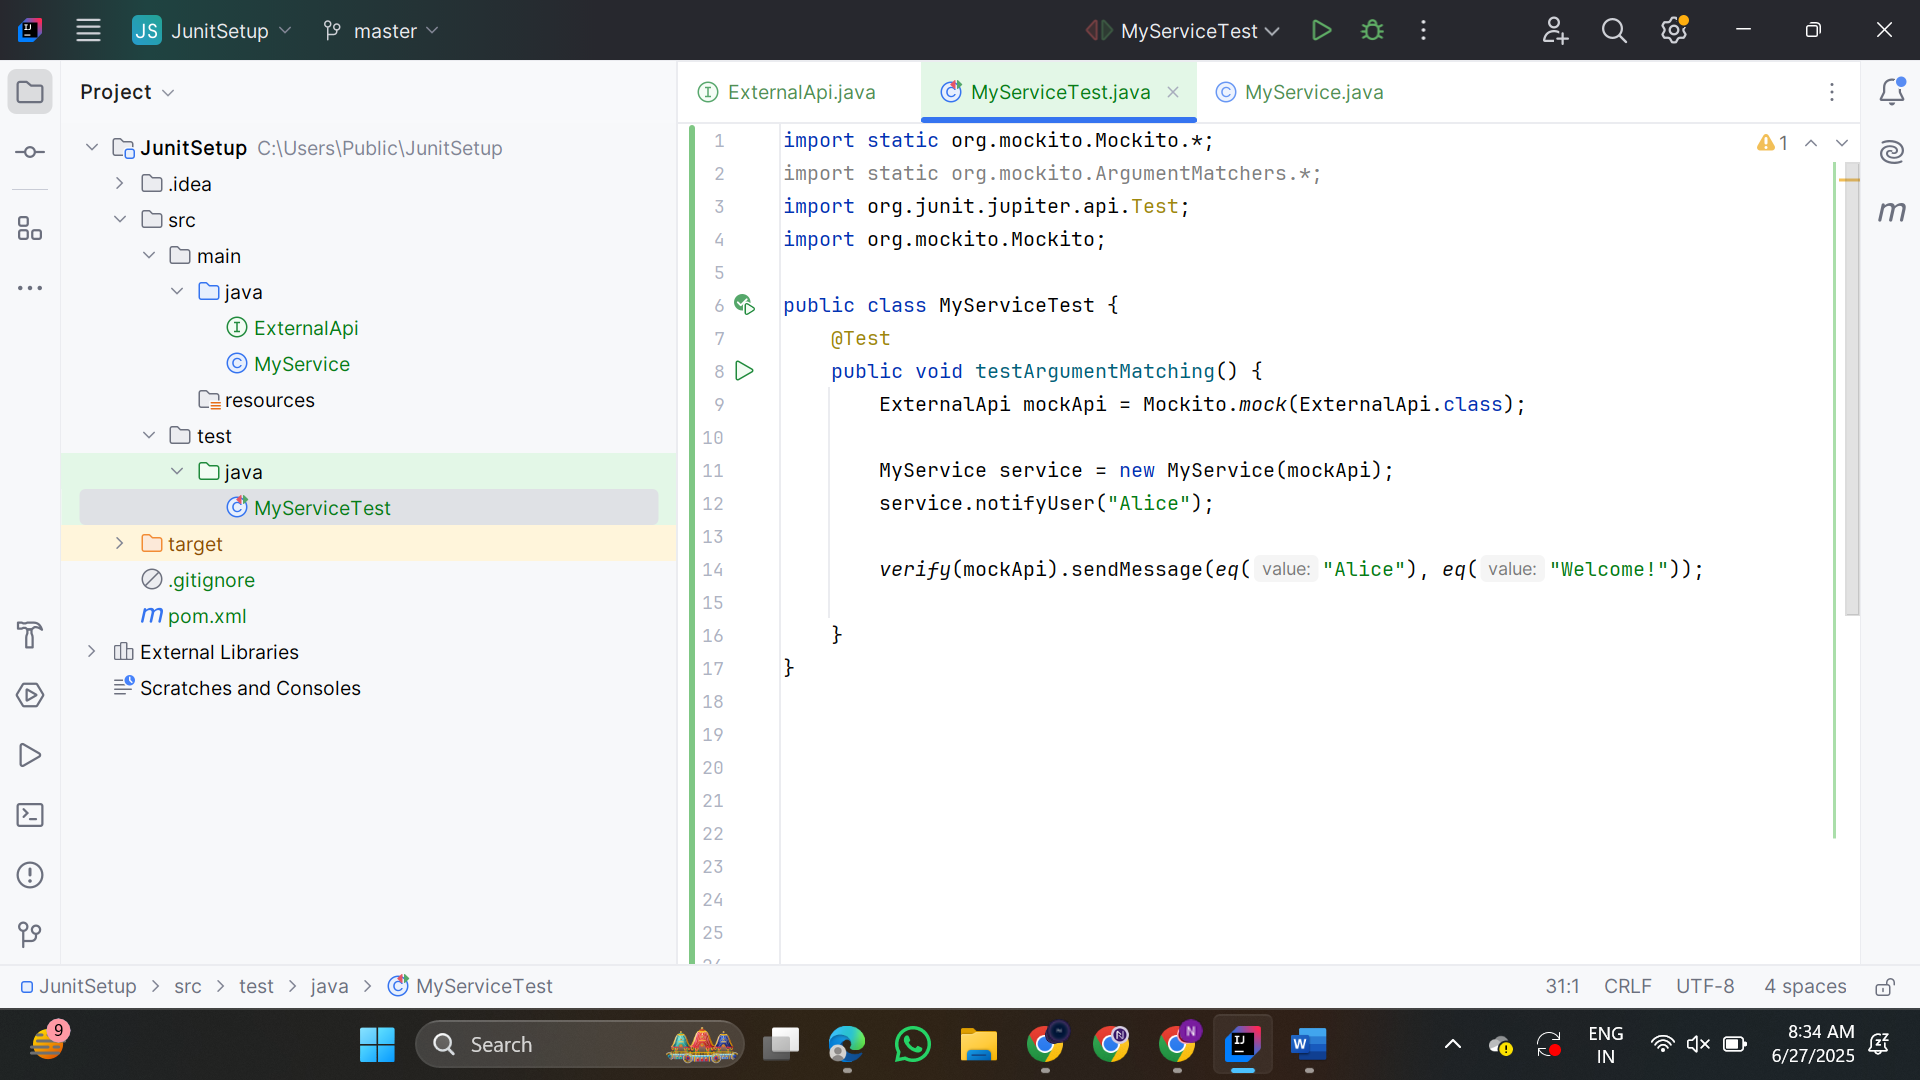 JS JunitSetup master MyServiceTest
Project
JunitSetup C:\Users\Public\JunitSetup
.idea
src
main
java
ExternalApi
MyService
resources
test
java
MyServiceTest
target
.gitignore
m pom.xml
External Libraries
Scratches and Consoles
ExternalApi.java MyServiceTest.java MyService.java
1 import static org.mockito.Mockito.*;
2 import static org.mockito.ArgumentMatchers.*;
3 import org.junit.jupiter.api.Test;
4 import org.mockito.Mockito;
5
6 public class MyServiceTest {
7 @Test
8 public void testArgumentMatching() {
9 ExternalApi mockApi = Mockito.mock(ExternalApi.class);
10
11 MyService service = new MyService(mockApi);
12 service.notifyUser("Alice");
13
14 verify(mockApi).sendMessage(eq( value: "Alice"), eq( value: "Welcome!"));
15
16 }
17 }
18
19
20
21
22
23
24
25
1
m
JunitSetup > src > test > java > MyServiceTest 31:1 CRLF UTF-8 4 spaces
9 Search ENG 8:34 AM
IN 6/27/2025